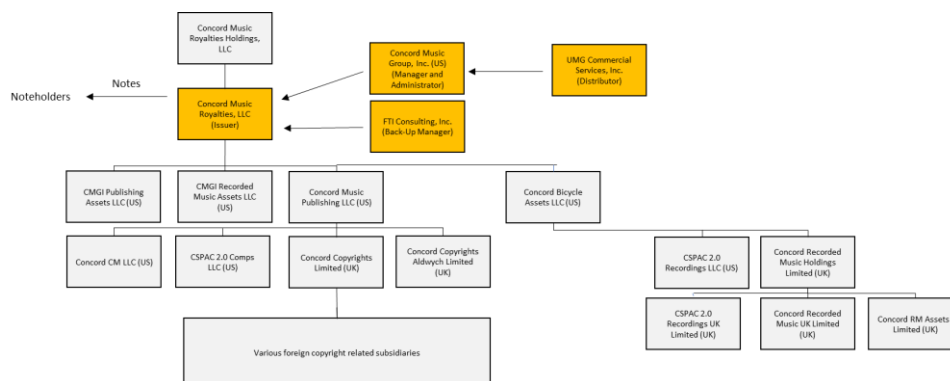 Concord Music
Royalties Holdings,
LLC
Concord Music
Group, Inc. (US)
(Manager and
Administrator)
UMG Commercial
Services, Inc.
(Distributor)
Notes
Noteholders
Concord Music
Royalties, LLC
(Issuer)
FTI Consulting, Inc.
(Back-Up Manager)
CMGI Publishing
Assets LLC (US)
CMGI Recorded
Music Assets LLC
(US)
Concord Music
Publishing LLC (US)
Concord Bicycle
Assets LLC (US)
Concord CM LLC (US)
CSPAC 2.0 Comps
LLC (US)
Concord Copyrights
Limited (UK)
Concord Copyrights
Aldwych Limited
(UK)
CSPAC 2.0
Recordings LLC (US)
Concord Recorded
Music Holdings
Limited (UK)
CSPAC 2.0
Recordings UK
Limited (UK)
Concord Recorded
Music UK Limited
(UK)
Concord RM Assets
Limited (UK)
Various foreign copyright related subsidiaries